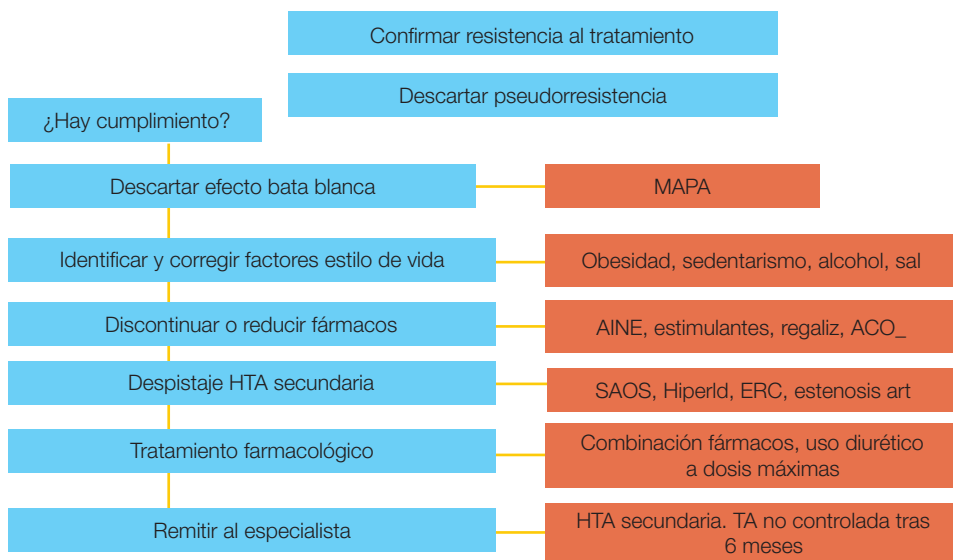 Confirmar resistencia al tratamiento
Descartar pseudorresistencia
¿Hay cumplimiento?
Descartar efecto bata blanca
MAPA
Identificar y corregir factores estilo de vida
Obesidad, sedentarismo, alcohol, sal
Discontinuar o reducir fármacos
AINE, estimulantes, regaliz, ACO_
Despistaje HTA secundaria
SAOS, Hiperld, ERC, estenosis art
Tratamiento farmacológico
Combinación fármacos, uso diurético
a dosis máximas
Remitir al especialista
HTA secundaria. TA no controlada tras
6 meses